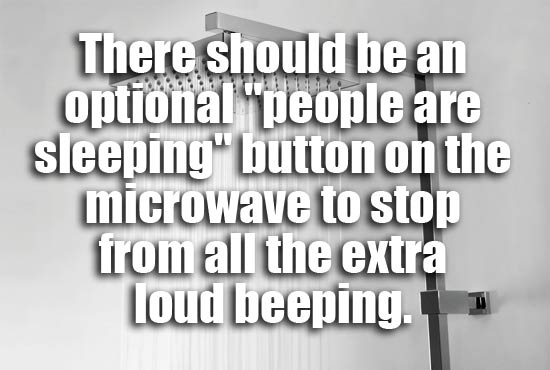 There should be an
optional "people are
sleeping" button on the
microwave to stop
from all the extra
loud beeping.